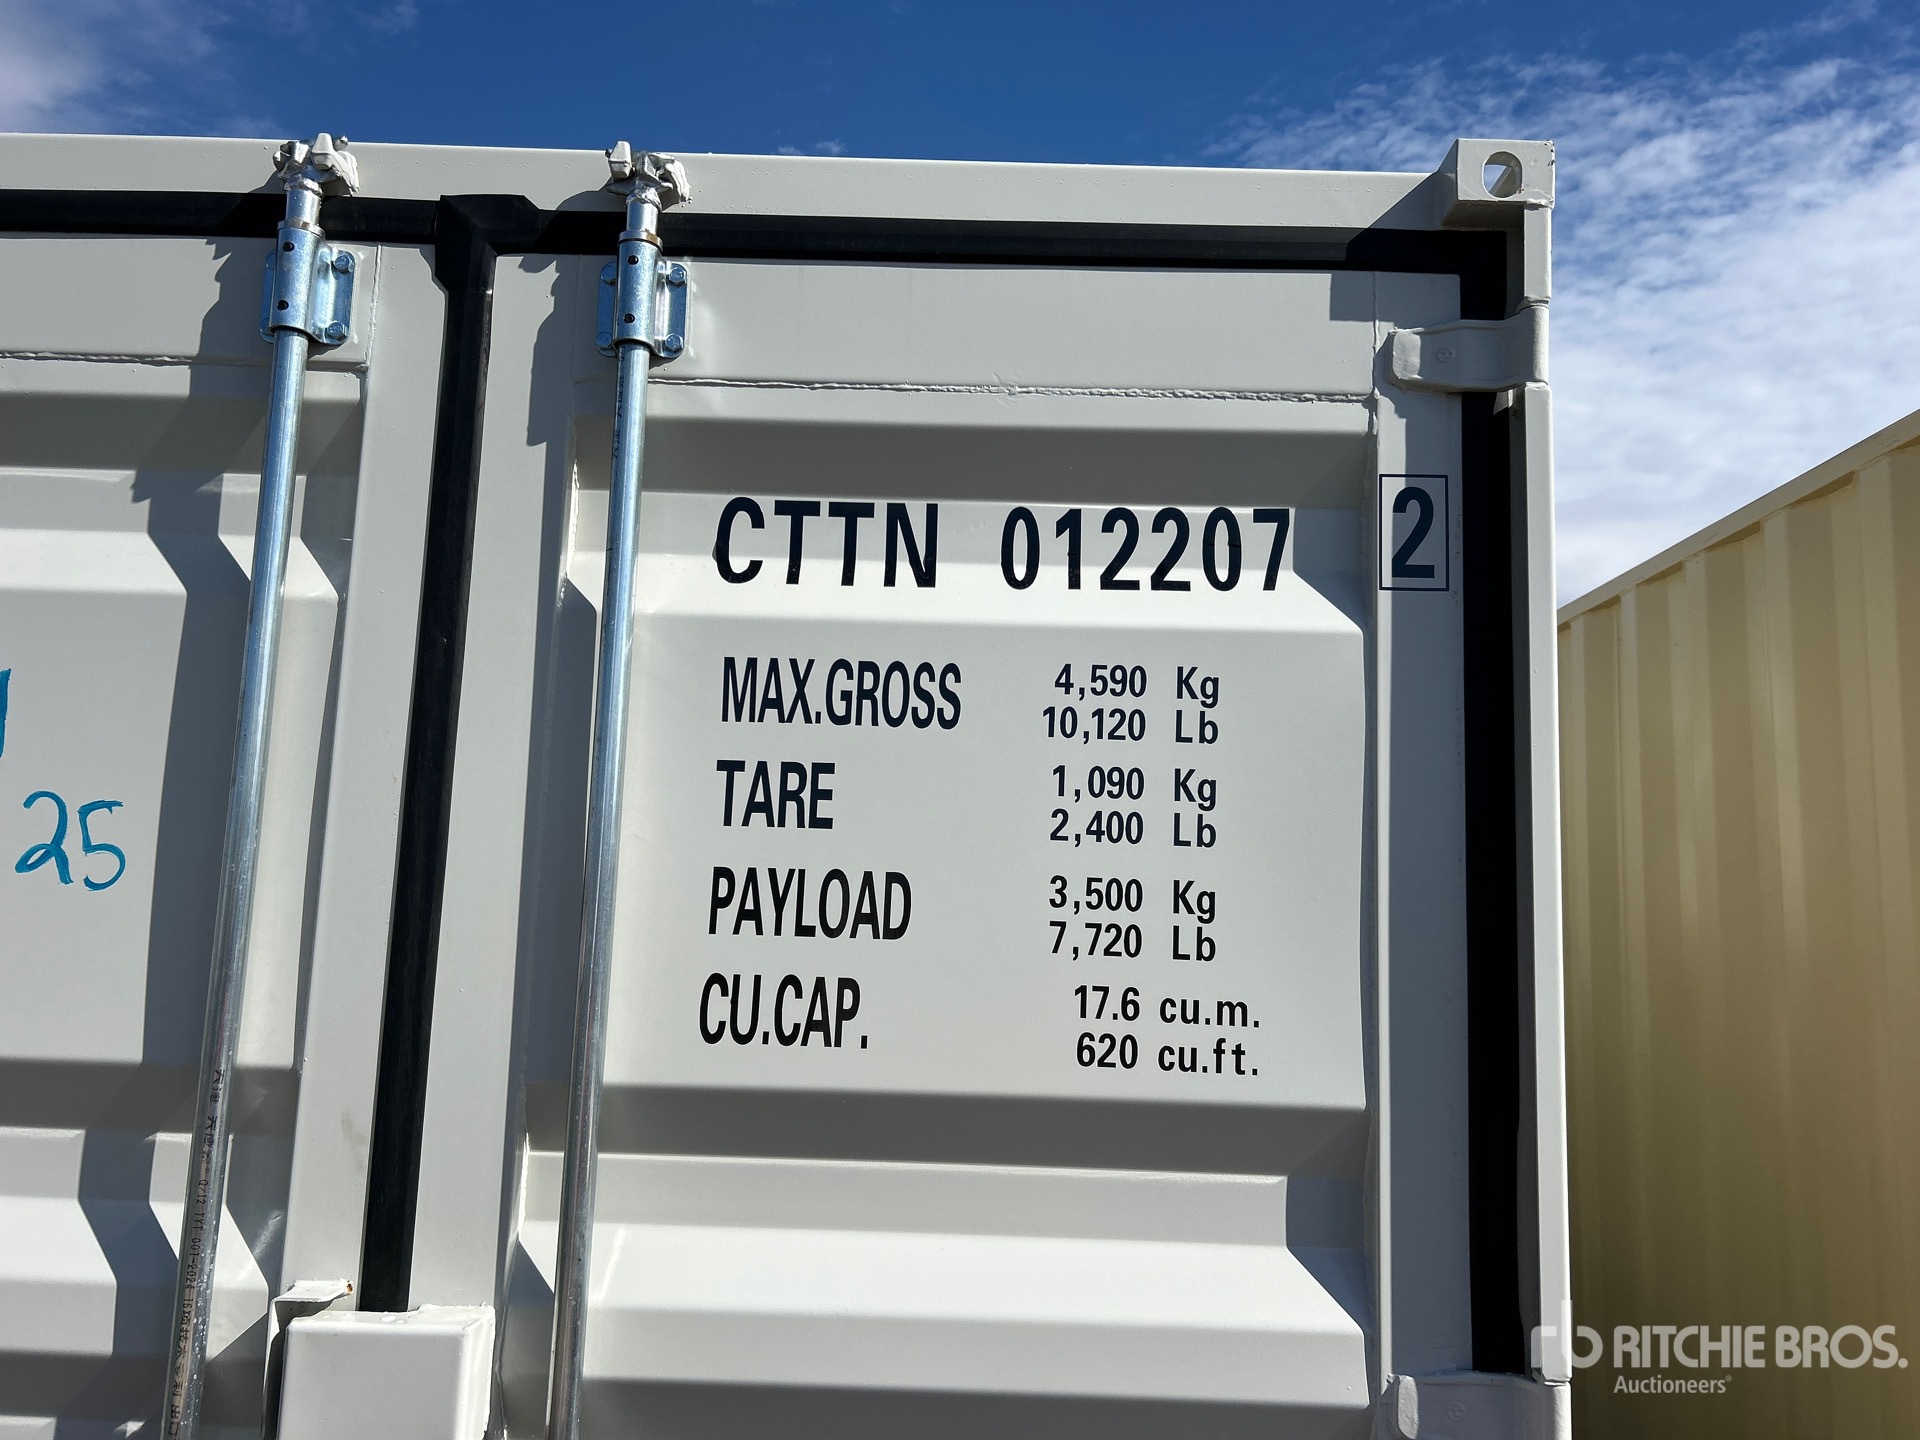 CTTN 012207 2
MAX.GROSS 4,590 Kg
10,120 Lb
TARE 1,090 Kg
2,400 Lb
PAYLOAD 3,500 Kg
7,720 Lb
CU.CAP. 17.6 cu.m.
620 cu.ft.
25
rb RITCHIE BROS.
Auctioneers®